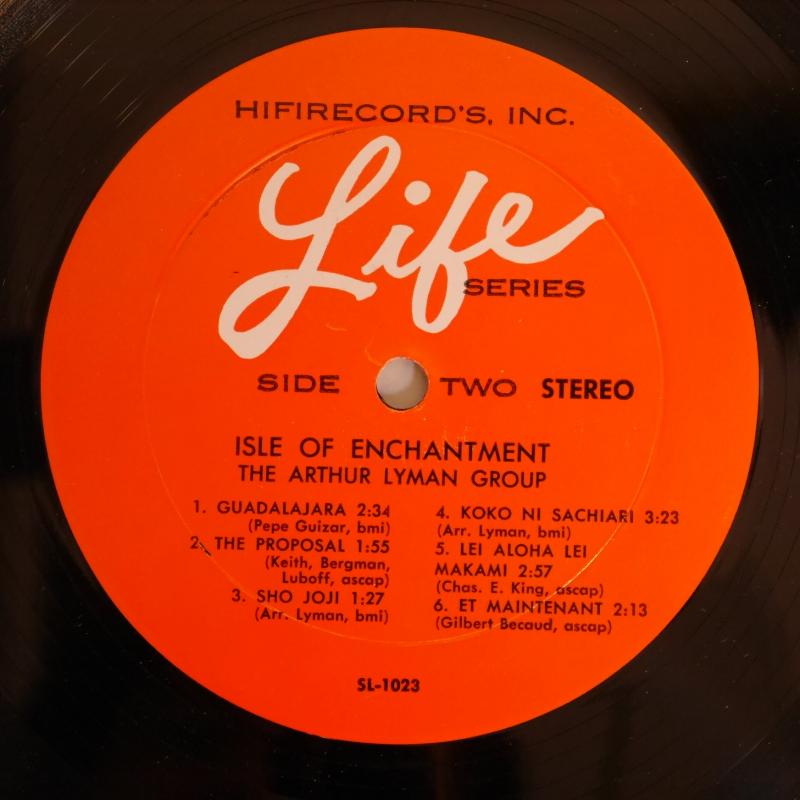 HIFIRECORD'S, INC.
Life
SERIES
SIDE TWO STEREO
ISLE OF ENCHANTMENT
THE ARTHUR LYMAN GROUP
1. GUADALAJARA 2:34
(Pepe Guizar, bmi)
2. THE PROPOSAL 1:55
(Keith, Bergman,
Luboff, ascap)
3. SHO JOJI 1:27
(Arr. Lyman, bmi)
4. KOKO NI SACHIARI 3:23
(Arr. Lyman, bmi)
5. LEI ALOHA LEI
MAKAMI 2:57
(Chas. E. King, ascap)
6. ET MAINTENANT 2:13
(Gilbert Becaud, ascap)
SL-1023